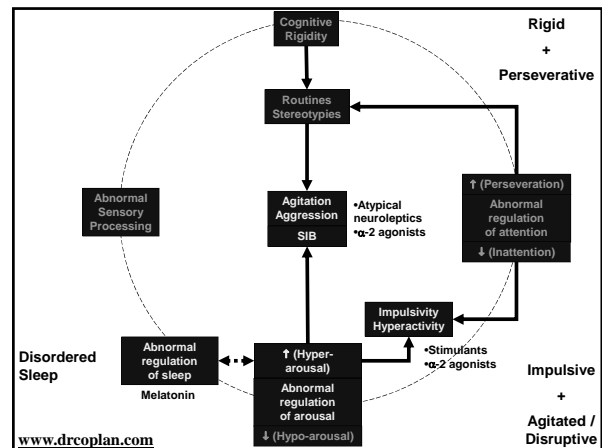 Cognitive
Rigidity
Rigid
+
Perseverative
Routines
Stereotypies
Abnormal
Sensory
Processing
Agitation
Aggression
SIB
•Atypical
neuroleptics
•α-2 agonists
↑ (Perseveration)
Abnormal
regulation
of attention
↓ (Inattention)
Impulsivity
Hyperactivity
•Stimulants
•α-2 agonists
Disordered
Sleep
Abnormal
regulation
of sleep
Melatonin
↑ (Hyper-
arousal)
Abnormal
regulation
of arousal
↓ (Hypo-arousal)
Impulsive
+
Agitated /
Disruptive
www.drcoplan.com